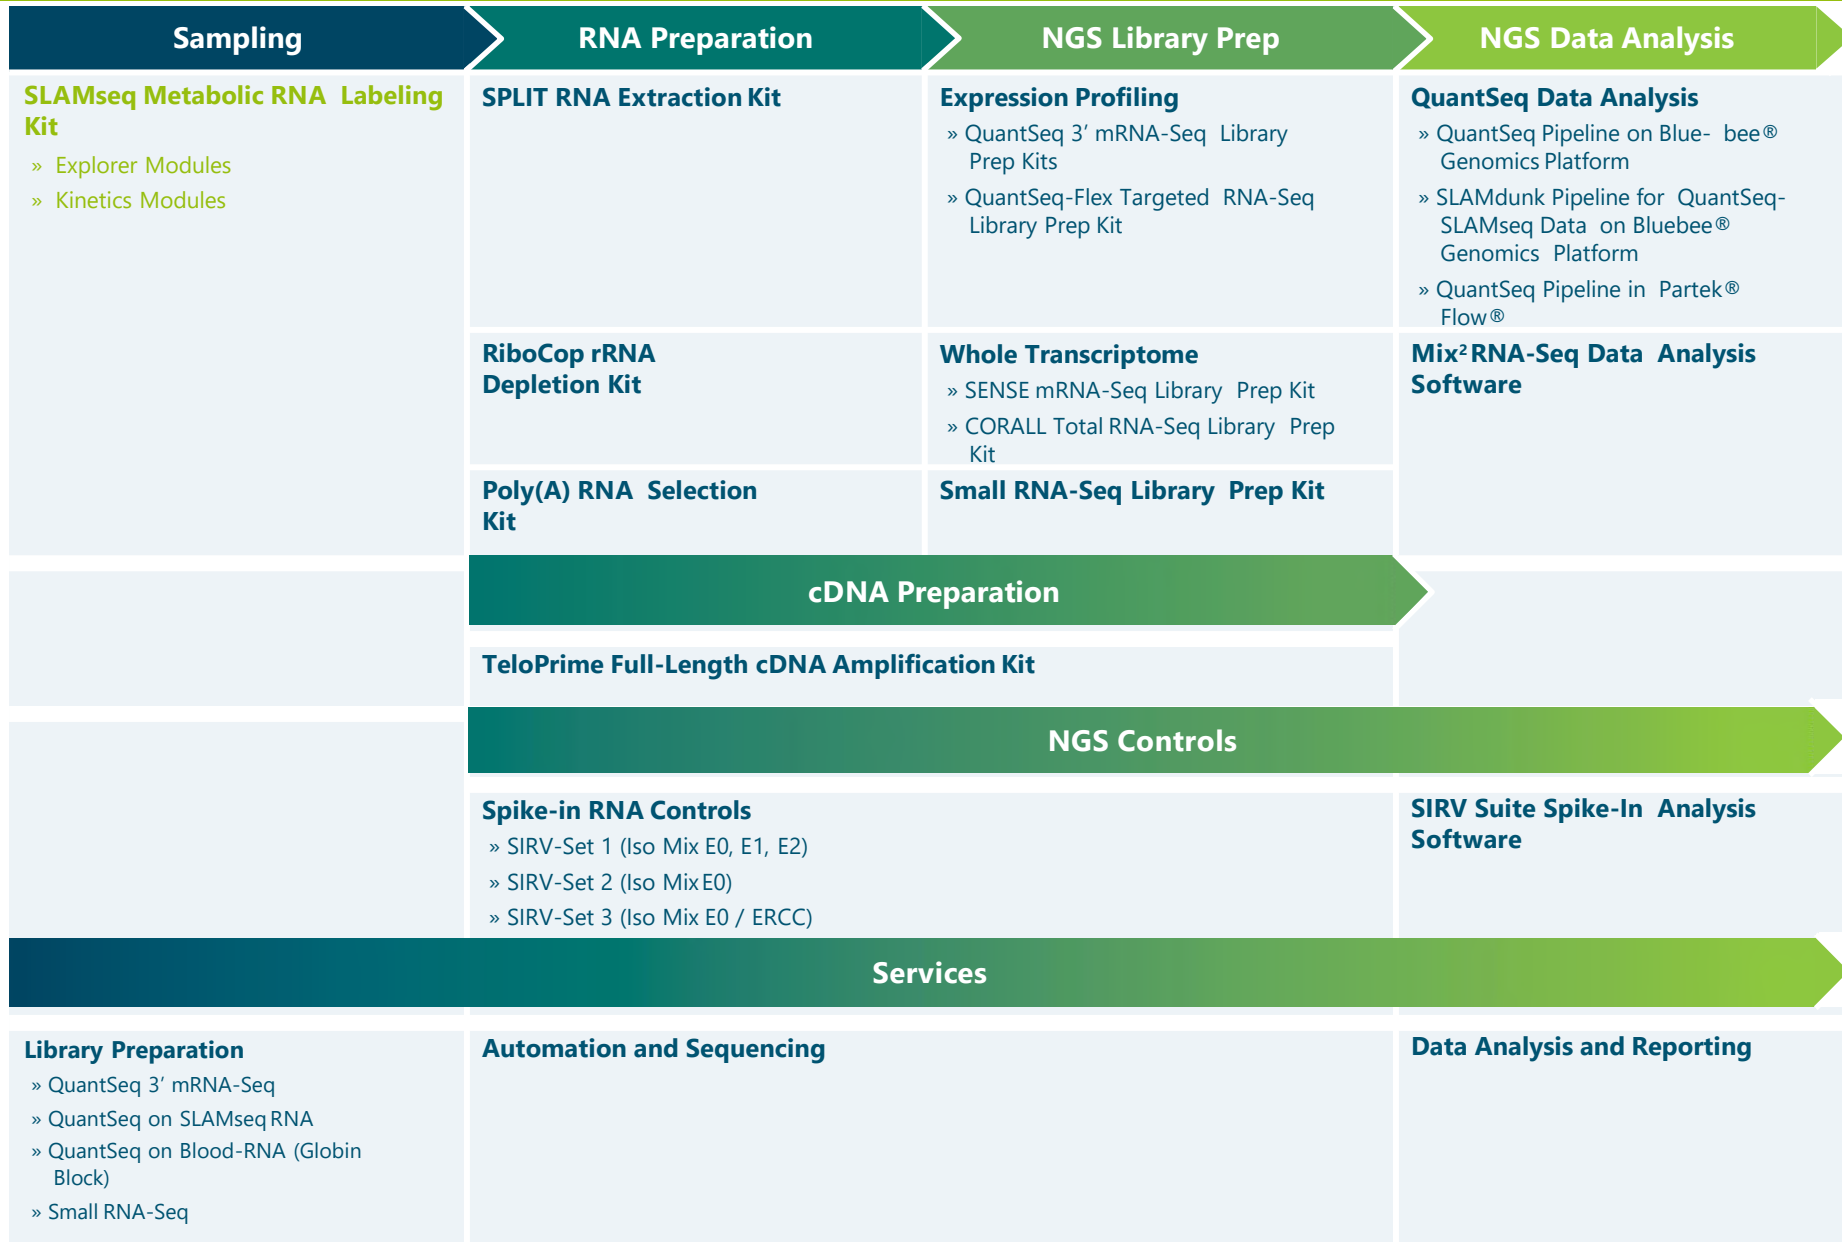 Sampling
RNA Preparation
NGS Library Prep
NGS Data Analysis
SLAMseq Metabolic RNA Labeling
Kit
» Explorer Modules
» Kinetics Modules
SPLIT RNA Extraction Kit
Expression Profiling
» QuantSeq 3’ mRNA-Seq Library
Prep Kits
» QuantSeq-Flex Targeted RNA-Seq
Library Prep Kit
QuantSeq Data Analysis
» QuantSeq Pipeline on Blue- bee®
Genomics Platform
» SLAMdunk Pipeline for QuantSeq-
SLAMseq Data on Bluebee®
Genomics Platform
» QuantSeq Pipeline in Partek®
Flow®
RiboCop rRNA
Depletion Kit
Whole Transcriptome
» SENSE mRNA-Seq Library Prep Kit
» CORALL Total RNA-Seq Library Prep
Kit
Mix² RNA-Seq Data Analysis
Software
Poly(A) RNA Selection
Kit
Small RNA-Seq Library Prep Kit
cDNA Preparation
TeloPrime Full-Length cDNA Amplification Kit
NGS Controls
Spike-in RNA Controls
» SIRV-Set 1 (Iso Mix E0, E1, E2)
» SIRV-Set 2 (Iso Mix E0)
» SIRV-Set 3 (Iso Mix E0 / ERCC)
SIRV Suite Spike-In Analysis
Software
Services
Library Preparation
» QuantSeq 3’ mRNA-Seq
» QuantSeq on SLAMseq RNA
» QuantSeq on Blood-RNA (Globin
Block)
» Small RNA-Seq
Automation and Sequencing
Data Analysis and Reporting